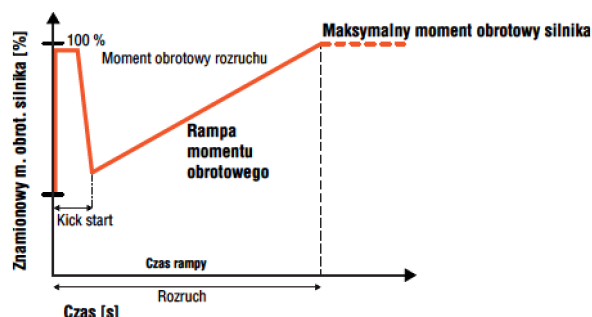 Maksymalny moment obrotowy silnika
100 %
Moment obrotowy rozruchu
Znamionowy m. obrot. silnika [%]
Rampa
momentu
obrotowego
Kick start
Czas rampy
Rozruch
Czas [s]